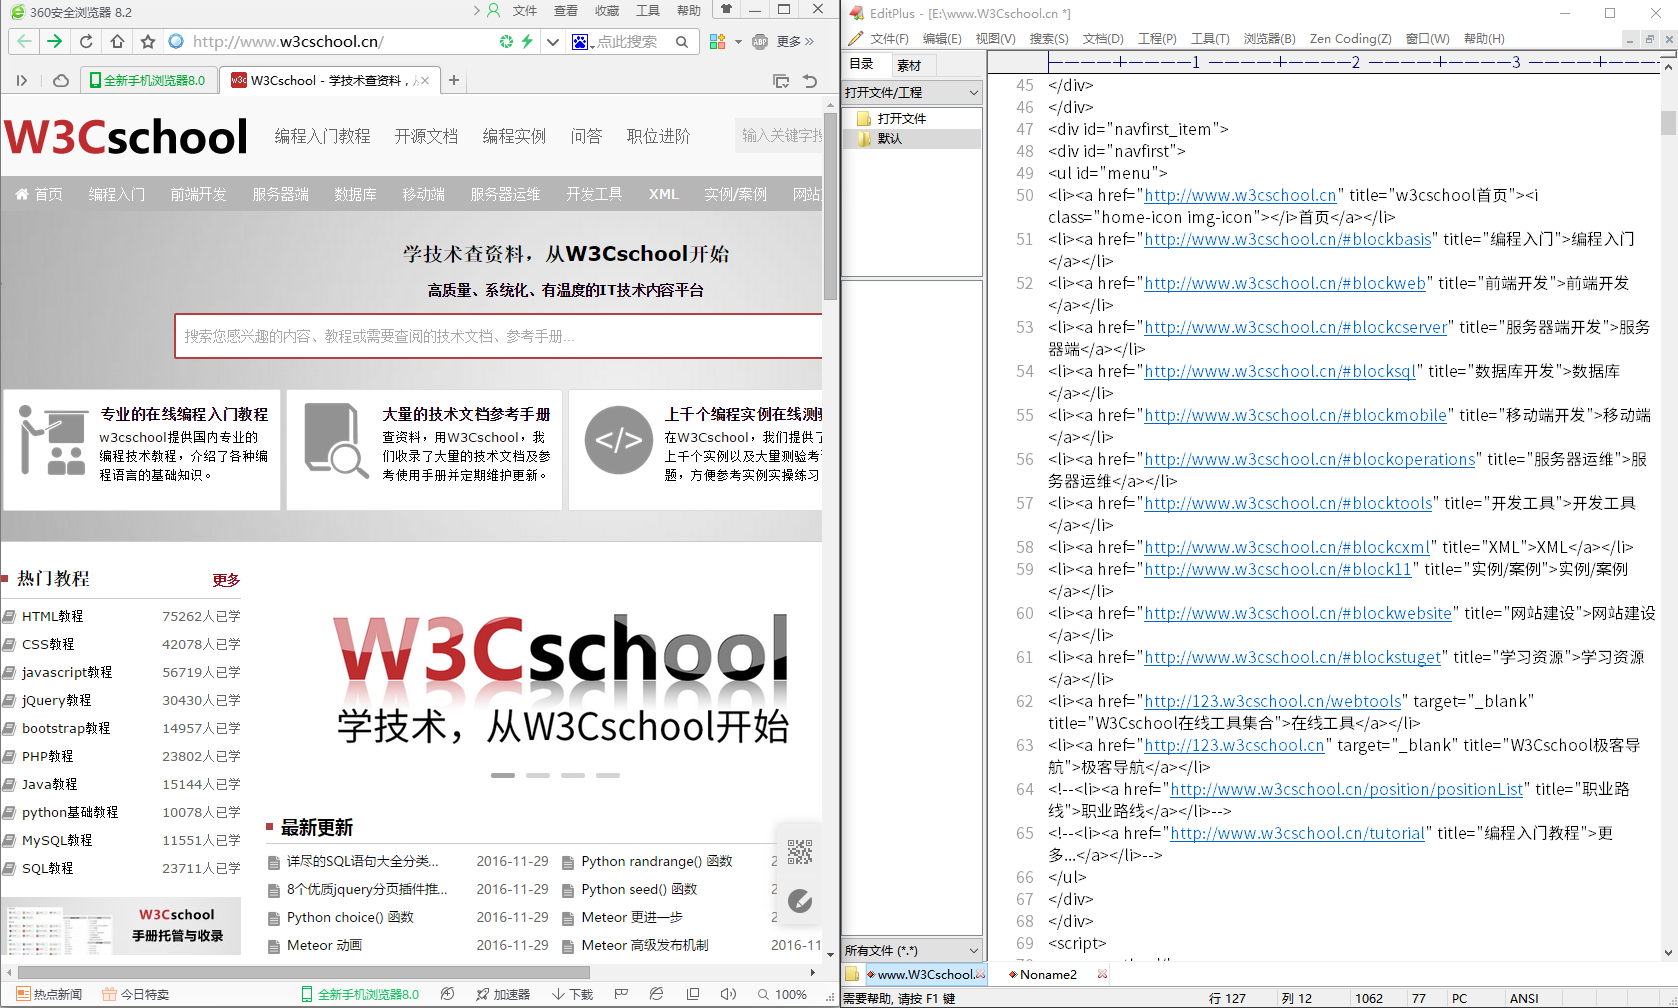 360安全浏览器 8.2
文件 查看 收藏 工具 帮助
http://www.w3cschool.cn/
点此搜索
ABP 更多 »
全新手机浏览器8.0
w3c W3Cschool - 学技术查资料，
W3Cschool 编程入门教程 开源文档 编程实例 问答 职位进阶 输入关键字
首页 编程入门 前端开发 服务器端 数据库 移动端 服务器运维 开发工具 XML 实例/案例 网站
学技术查资料，从W3Cschool开始
高质量、系统化、有温度的IT技术内容平台
搜索您感兴趣的内容、教程或需要查阅的技术文档、参考手册...
专业的在线编程入门教程
w3cschool提供国内专业的
编程技术教程，介绍了各种编
程语言的基础知识。
大量的技术文档参考手册
查资料，用W3Cschool，我
们收录了大量的技术文档及参
考使用手册并定期维护更新。
</>
上千个编程实例在线测
在W3Cschool，我们提供了
上千个实例以及大量测验考
题，方便参考实例实操练习
热门教程 更多
HTML教程 75262人已学
CSS教程 42078人已学
javascript教程 56719人已学
jQuery教程 30430人已学
bootstrap教程 14957人已学
PHP教程 23802人已学
Java教程 15144人已学
python基础教程 10078人已学
MySQL教程 11551人已学
SQL教程 23711人已学
W3Cschool
手册托管与收录
W3Cschool
学技术，从W3Cschool开始
最新更新
详尽的SQL语句大全分类... 2016-11-29 Python randrange() 函数 2
8个优质jquery分页插件推... 2016-11-29 Python seed() 函数 2
Python choice() 函数 2016-11-29 Meteor 更进一步 2
Meteor 动画 2016-11-29 Meteor 高级发布机制 2016-11
热点新闻 今日特卖 全新手机浏览器8.0 加速器 下载 100%
EditPlus - [E:\www.W3Cschool.cn *]
文件(F) 编辑(E) 视图(V) 搜索(S) 文档(D) 工程(P) 工具(T) 浏览器(B) Zen Coding(Z) 窗口(W) 帮助(H)
目录 素材
打开文件/工程
打开文件
默认
所有文件 (*.*)
----+----1----+----2----+----3----+--
45 </div>
46 </div>
47 <div id="navfirst_item">
48 <div id="navfirst">
49 <ul id="menu">
50 <li><a href="http://www.w3cschool.cn" title="w3cschool首页"><i
class="home-icon img-icon"></i>首页</a></li>
51 <li><a href="http://www.w3cschool.cn/#blockbasis" title="编程入门">编程入门
</a></li>
52 <li><a href="http://www.w3cschool.cn/#blockweb" title="前端开发">前端开发
</a></li>
53 <li><a href="http://www.w3cschool.cn/#blockcserver" title="服务器端开发">服务
器端</a></li>
54 <li><a href="http://www.w3cschool.cn/#blocksql" title="数据库开发">数据库
</a></li>
55 <li><a href="http://www.w3cschool.cn/#blockmobile" title="移动端开发">移动端
</a></li>
56 <li><a href="http://www.w3cschool.cn/#blockoperations" title="服务器运维">服
务器运维</a></li>
57 <li><a href="http://www.w3cschool.cn/#blocktools" title="开发工具">开发工具
</a></li>
58 <li><a href="http://www.w3cschool.cn/#blockcxml" title="XML">XML</a></li>
59 <li><a href="http://www.w3cschool.cn/#block11" title="实例/案例">实例/案例
</a></li>
60 <li><a href="http://www.w3cschool.cn/#blockwebsite" title="网站建设">网站建设
</a></li>
61 <li><a href="http://www.w3cschool.cn/#blockstuget" title="学习资源">学习资源
</a></li>
62 <li><a href="http://123.w3cschool.cn/webtools" target="_blank"
title="W3Cschool在线工具集合">在线工具</a></li>
63 <li><a href="http://123.w3cschool.cn" target="_blank" title="W3Cschool极客导
航">极客导航</a></li>
64 <!--<li><a href="http://www.w3cschool.cn/position/positionList" title="职业路
线">职业路线</a></li>-->
65 <!--<li><a href="http://www.w3cschool.cn/tutorial" title="编程入门教程">更
多...</a></li>-->
66 </ul>
67 </div>
68 </div>
69 <script>
www.W3Cschool. Noname2
需要帮助, 请按 F1 键 行 127 列 12 1062 77 PC ANSI